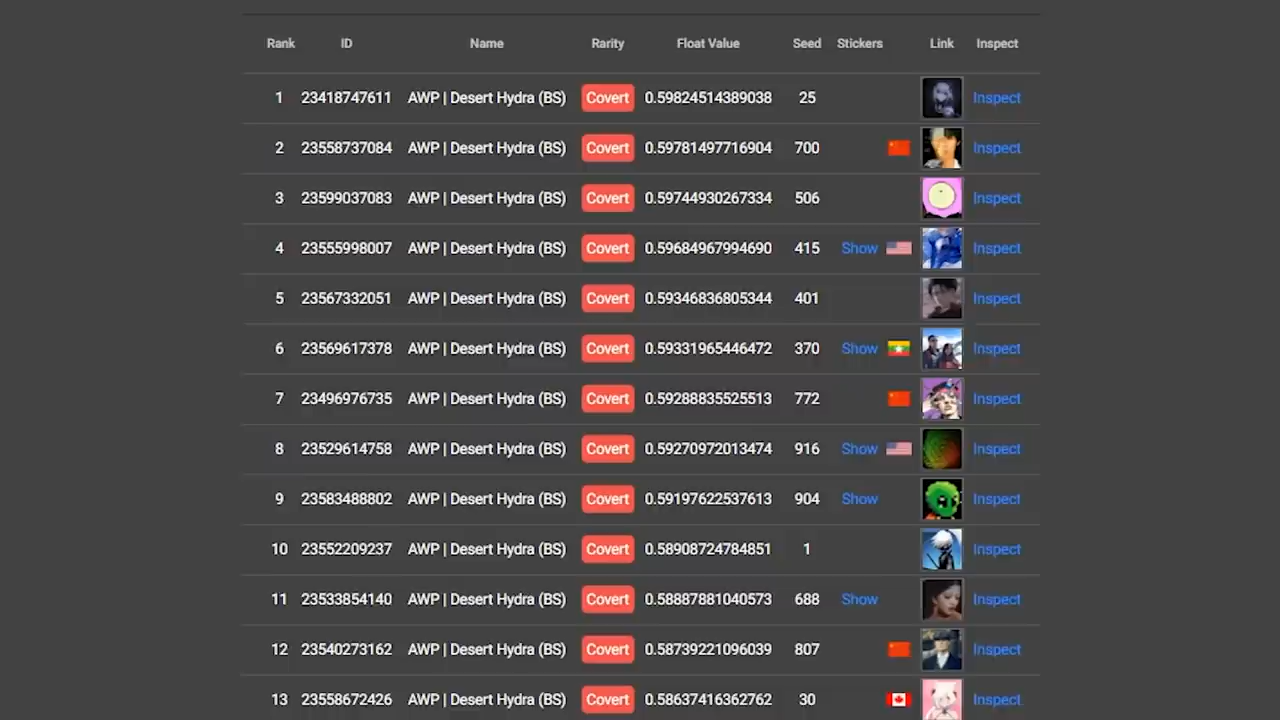 Rank ID Name Rarity Float Value Seed Stickers Link Inspect
1 23418747611 AWP | Desert Hydra (BS) Covert 0.59824514389038 25 Inspect
2 23558737084 AWP | Desert Hydra (BS) Covert 0.59781497716904 700 Inspect
3 23599037083 AWP | Desert Hydra (BS) Covert 0.59744930267334 506 Inspect
4 23555998007 AWP | Desert Hydra (BS) Covert 0.59684967994690 415 Show Inspect
5 23567332051 AWP | Desert Hydra (BS) Covert 0.59346836805344 401 Inspect
6 23569617378 AWP | Desert Hydra (BS) Covert 0.59331965446472 370 Show Inspect
7 23496976735 AWP | Desert Hydra (BS) Covert 0.59288835525513 772 Inspect
8 23529614758 AWP | Desert Hydra (BS) Covert 0.59270972013474 916 Show Inspect
9 23583488802 AWP | Desert Hydra (BS) Covert 0.59197622537613 904 Show Inspect
10 23552209237 AWP | Desert Hydra (BS) Covert 0.58908724784851 1 Inspect
11 23533854140 AWP | Desert Hydra (BS) Covert 0.58887881040573 688 Show Inspect
12 23540273162 AWP | Desert Hydra (BS) Covert 0.58739221096039 807 Inspect
13 23558672426 AWP | Desert Hydra (BS) Covert 0.58637416362762 30 Inspect